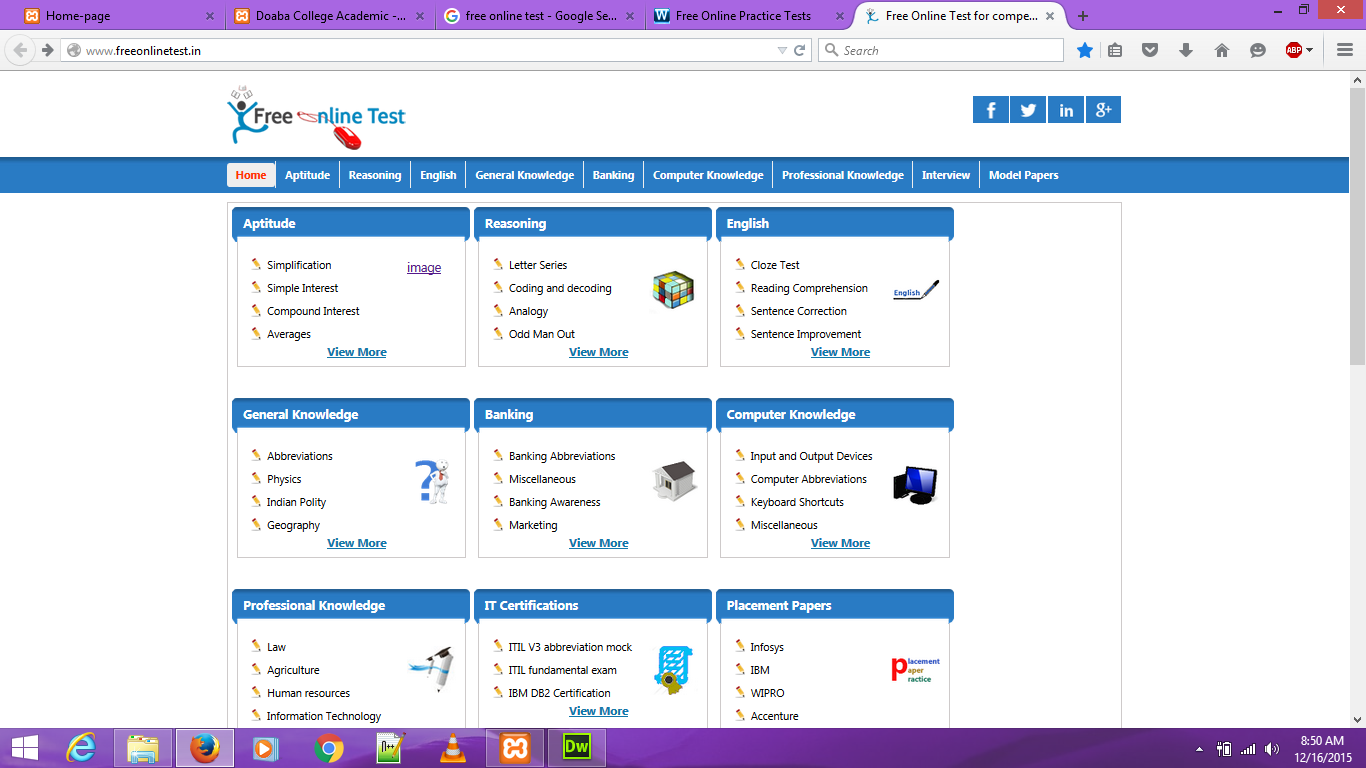 Home-page
Doaba College Academic -...
free online test - Google Se...
Free Online Practice Tests
Free Online Test for compe...
www.freeonlinetest.in
Search
ABP
Free Online Test
f
in
g+
Home
Aptitude
Reasoning
English
General Knowledge
Banking
Computer Knowledge
Professional Knowledge
Interview
Model Papers
Aptitude
Simplification
image
Simple Interest
Compound Interest
Averages
View More
Reasoning
Letter Series
Coding and decoding
Analogy
Odd Man Out
View More
English
Cloze Test
Reading Comprehension
English
Sentence Correction
Sentence Improvement
View More
General Knowledge
Abbreviations
Physics
Indian Polity
Geography
View More
?
Banking
Banking Abbreviations
Miscellaneous
Banking Awareness
Marketing
View More
Computer Knowledge
Input and Output Devices
Computer Abbreviations
Keyboard Shortcuts
Miscellaneous
View More
Professional Knowledge
Law
Agriculture
Human resources
Information Technology
IT Certifications
ITIL V3 abbreviation mock
ITIL fundamental exam
IBM DB2 Certification
View More
Placement Papers
Infosys
IBM
WIPRO
Accenture
placement
paper
practice
n++
Dw
8:50 AM
12/16/2015